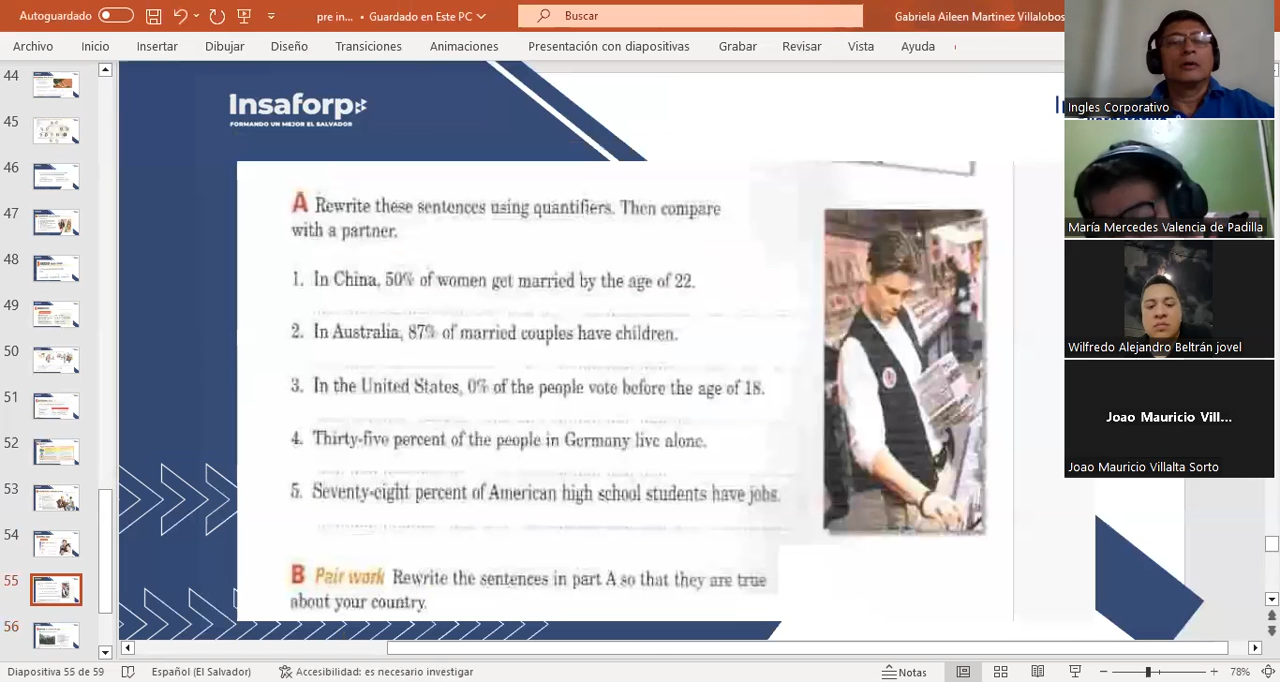 Autoguardado
pre in... • Guardado en Este PC
Buscar
Gabriela Aileen Martinez Villalobos
Archivo Inicio Insertar Dibujar Diseño Transiciones Animaciones Presentación con diapositivas Grabar Revisar Vista Ayuda
44
45
46
47
48
49
50
51
52
53
54
55
56
Insaforp
FORMANDO UN MEJOR EL SALVADOR
A Rewrite these sentences using quantifiers. Then compare
with a partner.
1. In China, 50% of women get married by the age of 22.
2. In Australia, 87% of married couples have children.
3. In the United States, 0% of the people vote before the age of 18.
4. Thirty-five percent of the people in Germany live alone.
5. Seventy-eight percent of American high school students have jobs.
B Pair work Rewrite the sentences in part A so that they are true
about your country.
Ingles Corporativo
María Mercedes Valencia de Padilla
Wilfredo Alejandro Beltrán jovel
Joao Mauricio Vill...
Joao Mauricio Villalta Sorto
Diapositiva 55 de 59 Español (El Salvador) Accesibilidad: es necesario investigar Notas 78%